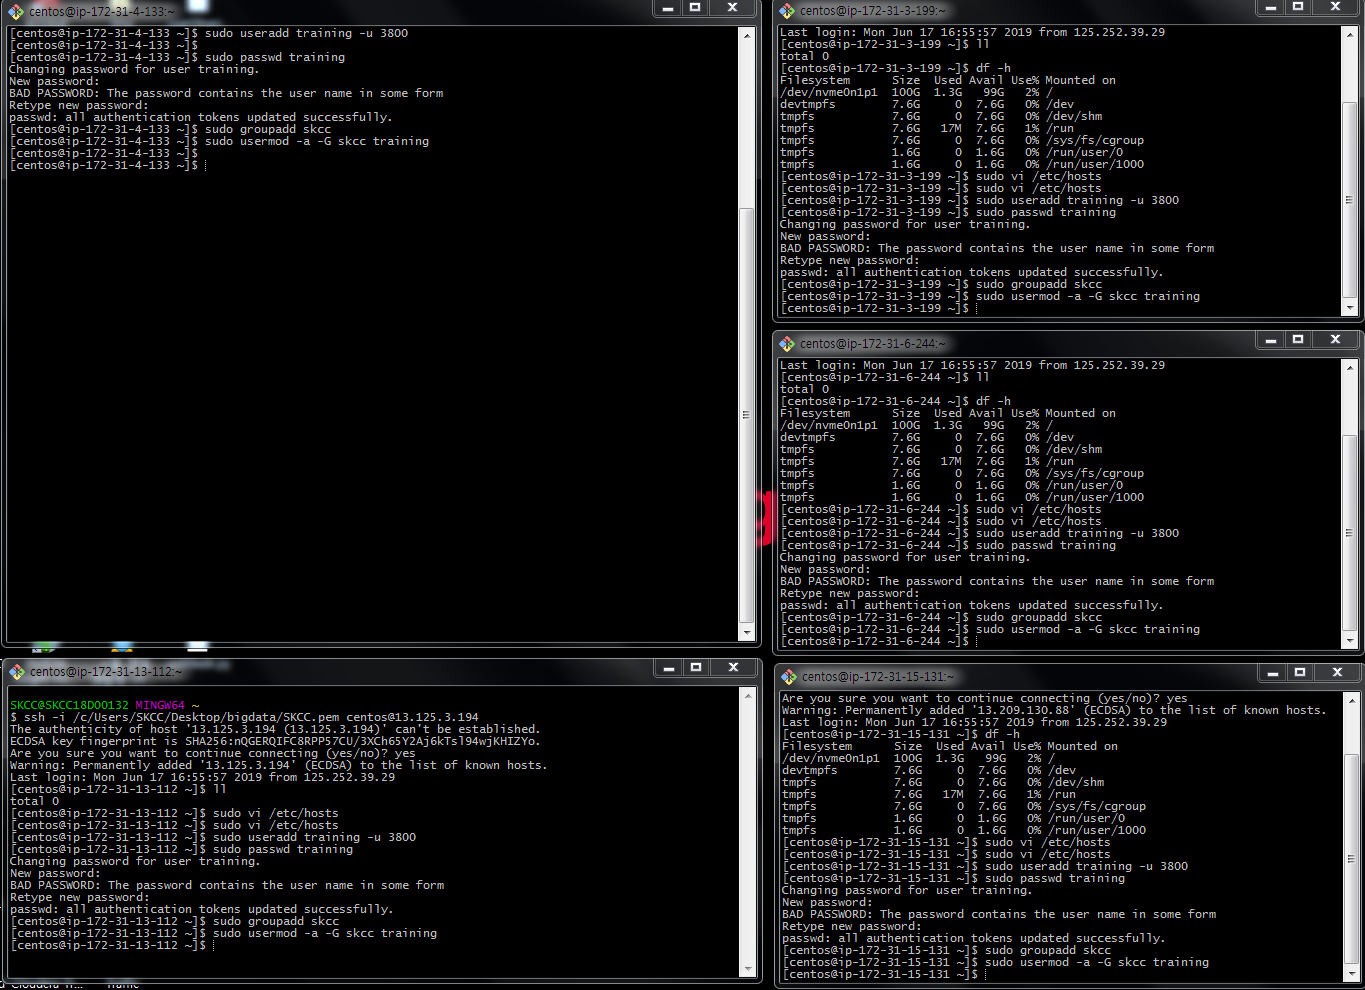 centos@ip-172-31-4-133:~
[centos@ip-172-31-4-133 ~]$ sudo useradd training -u 3800
[centos@ip-172-31-4-133 ~]$
[centos@ip-172-31-4-133 ~]$ sudo passwd training
Changing password for user training.
New password:
BAD PASSWORD: The password contains the user name in some form
Retype new password:
passwd: all authentication tokens updated successfully.
[centos@ip-172-31-4-133 ~]$ sudo groupadd skcc
[centos@ip-172-31-4-133 ~]$ sudo usermod -a -G skcc training
[centos@ip-172-31-4-133 ~]$
[centos@ip-172-31-4-133 ~]$
centos@ip-172-31-3-199:~
Last login: Mon Jun 17 16:55:57 2019 from 125.252.39.29
[centos@ip-172-31-3-199 ~]$ ll
total 0
[centos@ip-172-31-3-199 ~]$ df -h
Filesystem      Size  Used Avail Use% Mounted on
/dev/nvme0n1p1  100G  1.3G   99G   2% /
devtmpfs        7.6G     0  7.6G   0% /dev
tmpfs           7.6G     0  7.6G   0% /dev/shm
tmpfs           7.6G   17M  7.6G   1% /run
tmpfs           7.6G     0  7.6G   0% /sys/fs/cgroup
tmpfs           1.6G     0  1.6G   0% /run/user/0
tmpfs           1.6G     0  1.6G   0% /run/user/1000
[centos@ip-172-31-3-199 ~]$ sudo vi /etc/hosts
[centos@ip-172-31-3-199 ~]$ sudo vi /etc/hosts
[centos@ip-172-31-3-199 ~]$ sudo useradd training -u 3800
[centos@ip-172-31-3-199 ~]$ sudo passwd training
Changing password for user training.
New password:
BAD PASSWORD: The password contains the user name in some form
Retype new password:
passwd: all authentication tokens updated successfully.
[centos@ip-172-31-3-199 ~]$ sudo groupadd skcc
[centos@ip-172-31-3-199 ~]$ sudo usermod -a -G skcc training
[centos@ip-172-31-3-199 ~]$
centos@ip-172-31-6-244:~
Last login: Mon Jun 17 16:55:57 2019 from 125.252.39.29
[centos@ip-172-31-6-244 ~]$ ll
total 0
[centos@ip-172-31-6-244 ~]$ df -h
Filesystem      Size  Used Avail Use% Mounted on
/dev/nvme0n1p1  100G  1.3G   99G   2% /
devtmpfs        7.6G     0  7.6G   0% /dev
tmpfs           7.6G     0  7.6G   0% /dev/shm
tmpfs           7.6G   17M  7.6G   1% /run
tmpfs           7.6G     0  7.6G   0% /sys/fs/cgroup
tmpfs           1.6G     0  1.6G   0% /run/user/0
tmpfs           1.6G     0  1.6G   0% /run/user/1000
[centos@ip-172-31-6-244 ~]$ sudo vi /etc/hosts
[centos@ip-172-31-6-244 ~]$ sudo vi /etc/hosts
[centos@ip-172-31-6-244 ~]$ sudo useradd training -u 3800
[centos@ip-172-31-6-244 ~]$ sudo passwd training
Changing password for user training.
New password:
BAD PASSWORD: The password contains the user name in some form
Retype new password:
passwd: all authentication tokens updated successfully.
[centos@ip-172-31-6-244 ~]$ sudo groupadd skcc
[centos@ip-172-31-6-244 ~]$ sudo usermod -a -G skcc training
[centos@ip-172-31-6-244 ~]$
centos@ip-172-31-13-112:~
SKCC@SKCC18D00132 MINGW64 ~
$ ssh -i /c/Users/SKCC/Desktop/bigdata/SKCC.pem centos@13.125.3.194
The authenticity of host '13.125.3.194 (13.125.3.194)' can't be established.
ECDSA key fingerprint is SHA256:nQGERQIFC8RPP57CU/3XCh65Y2Aj6kTsl94wjKHIZYo.
Are you sure you want to continue connecting (yes/no)? yes
Warning: Permanently added '13.125.3.194' (ECDSA) to the list of known hosts.
Last login: Mon Jun 17 16:55:57 2019 from 125.252.39.29
[centos@ip-172-31-13-112 ~]$ ll
total 0
[centos@ip-172-31-13-112 ~]$ sudo vi /etc/hosts
[centos@ip-172-31-13-112 ~]$ sudo vi /etc/hosts
[centos@ip-172-31-13-112 ~]$ sudo useradd training -u 3800
[centos@ip-172-31-13-112 ~]$ sudo passwd training
Changing password for user training.
New password:
BAD PASSWORD: The password contains the user name in some form
Retype new password:
passwd: all authentication tokens updated successfully.
[centos@ip-172-31-13-112 ~]$ sudo groupadd skcc
[centos@ip-172-31-13-112 ~]$ sudo usermod -a -G skcc training
[centos@ip-172-31-13-112 ~]$
centos@ip-172-31-15-131:~
Are you sure you want to continue connecting (yes/no)? yes
Warning: Permanently added '13.209.130.88' (ECDSA) to the list of known hosts.
Last login: Mon Jun 17 16:55:57 2019 from 125.252.39.29
[centos@ip-172-31-15-131 ~]$ df -h
Filesystem      Size  Used Avail Use% Mounted on
/dev/nvme0n1p1  100G  1.3G   99G   2% /
devtmpfs        7.6G     0  7.6G   0% /dev
tmpfs           7.6G     0  7.6G   0% /dev/shm
tmpfs           7.6G   17M  7.6G   1% /run
tmpfs           7.6G     0  7.6G   0% /sys/fs/cgroup
tmpfs           1.6G     0  1.6G   0% /run/user/0
tmpfs           1.6G     0  1.6G   0% /run/user/1000
[centos@ip-172-31-15-131 ~]$ sudo vi /etc/hosts
[centos@ip-172-31-15-131 ~]$ sudo vi /etc/hosts
[centos@ip-172-31-15-131 ~]$ sudo useradd training -u 3800
[centos@ip-172-31-15-131 ~]$ sudo passwd training
Changing password for user training.
New password:
BAD PASSWORD: The password contains the user name in some form
Retype new password:
passwd: all authentication tokens updated successfully.
[centos@ip-172-31-15-131 ~]$ sudo groupadd skcc
[centos@ip-172-31-15-131 ~]$ sudo usermod -a -G skcc training
[centos@ip-172-31-15-131 ~]$